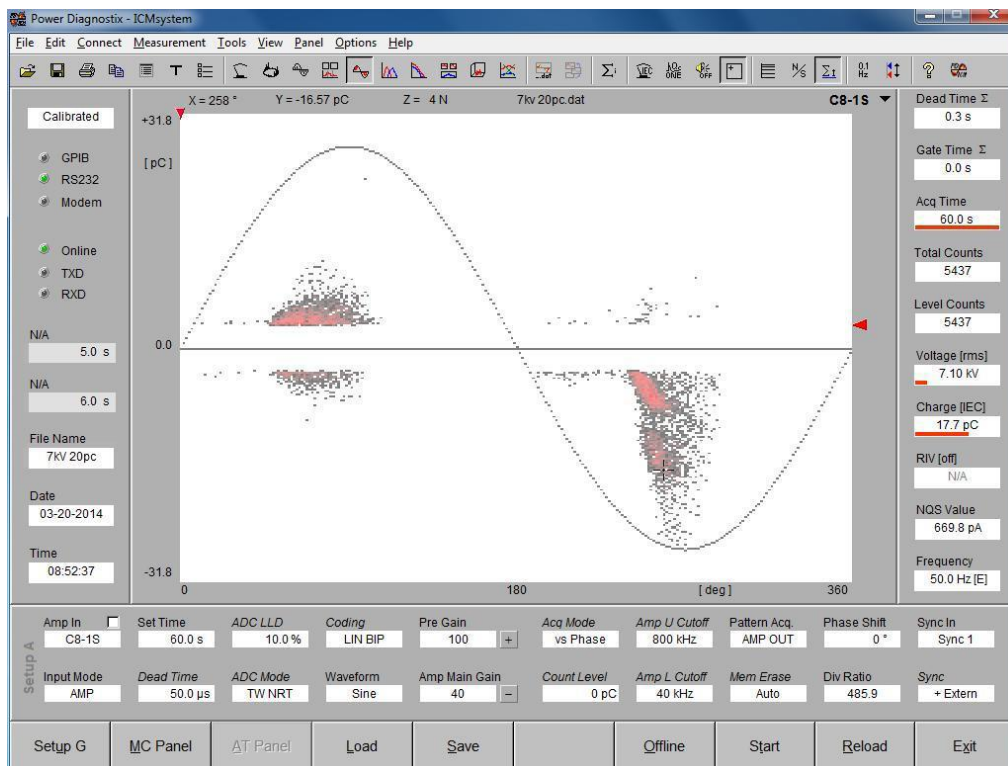 Power Diagnostix - ICMsystem
File Edit Connect Measurement Tools View Panel Options Help
X = 258 ° Y = -16.57 pC Z = 4 N 7kv 20pc.dat C8-1S
Calibrated
GPIB
RS232
Modem
Online
TXD
RXD
N/A
5.0 s
N/A
6.0 s
File Name
7kV 20pc
Date
03-20-2014
Time
08:52:37
+31.8
[ pC ]
0.0
-31.8
0 180 [ deg ] 360
Dead Time Σ
0.3 s
Gate Time Σ
0.0 s
Acq Time
60.0 s
Total Counts
5437
Level Counts
5437
Voltage [rms]
7.10 kV
Charge [IEC]
17.7 pC
RIV [off]
N/A
NQS Value
669.8 pA
Frequency
50.0 Hz [E]
Setup A
Amp In Set Time ADC LLD Coding Pre Gain Acq Mode Amp U Cutoff Pattern Acq. Phase Shift Sync In
C8-1S 60.0 s 10.0 % LIN BIP 100 + vs Phase 800 kHz AMP OUT 0 ° Sync 1
Input Mode Dead Time ADC Mode Waveform Amp Main Gain Count Level Amp L Cutoff Mem Erase Div Ratio Sync
AMP 50.0 µs TW NRT Sine 40 − 0 pC 40 kHz Auto 485.9 + Extern
Setup G MC Panel AT Panel Load Save Offline Start Reload Exit